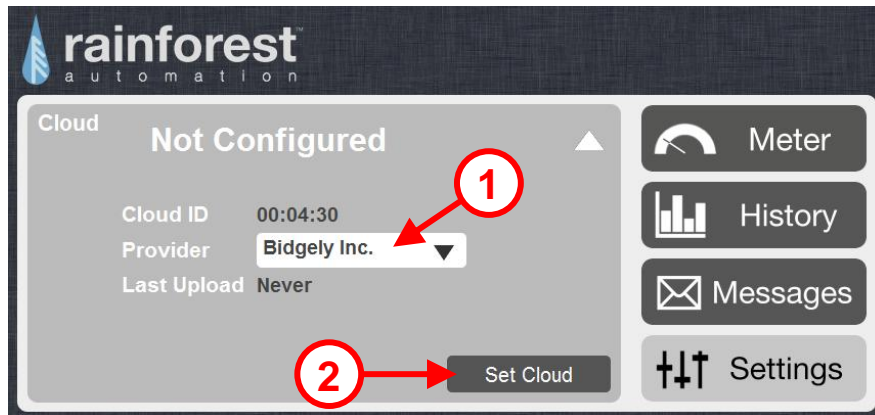 rainforest™
automation
Cloud
Not Configured
Cloud ID 00:04:30
Provider Bidgely Inc.
Last Upload Never
Set Cloud
1
2
Meter
History
Messages
Settings